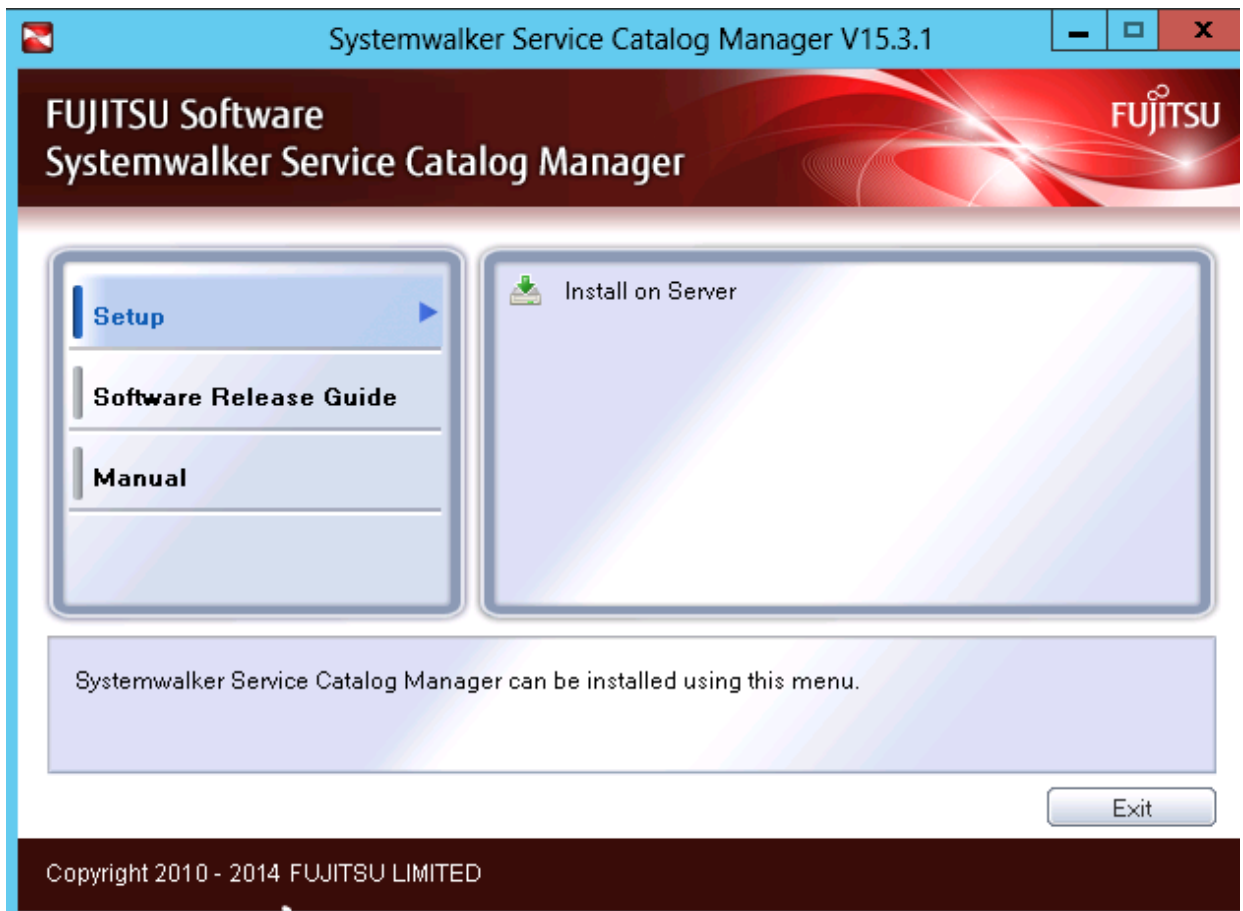 Systemwalker Service Catalog Manager V15.3.1
FUJITSU Software
Systemwalker Service Catalog Manager
FUJITSU
Setup
Software Release Guide
Manual
Install on Server
Systemwalker Service Catalog Manager can be installed using this menu.
Exit
Copyright 2010 - 2014 FUJITSU LIMITED